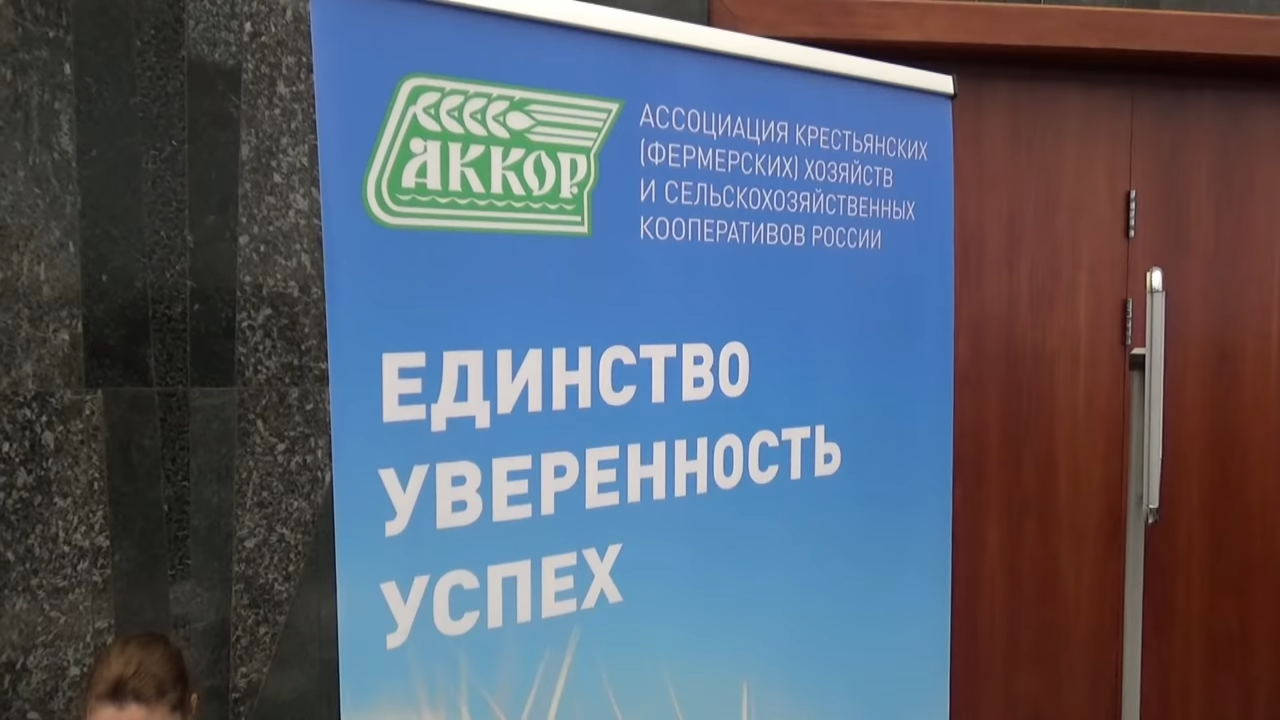 АККОР
АССОЦИАЦИЯ КРЕСТЬЯНСКИХ
(ФЕРМЕРСКИХ) ХОЗЯЙСТВ
И СЕЛЬСКОХОЗЯЙСТВЕННЫХ
КООПЕРАТИВОВ РОССИИ
ЕДИНСТВО
УВЕРЕННОСТЬ
УСПЕХ